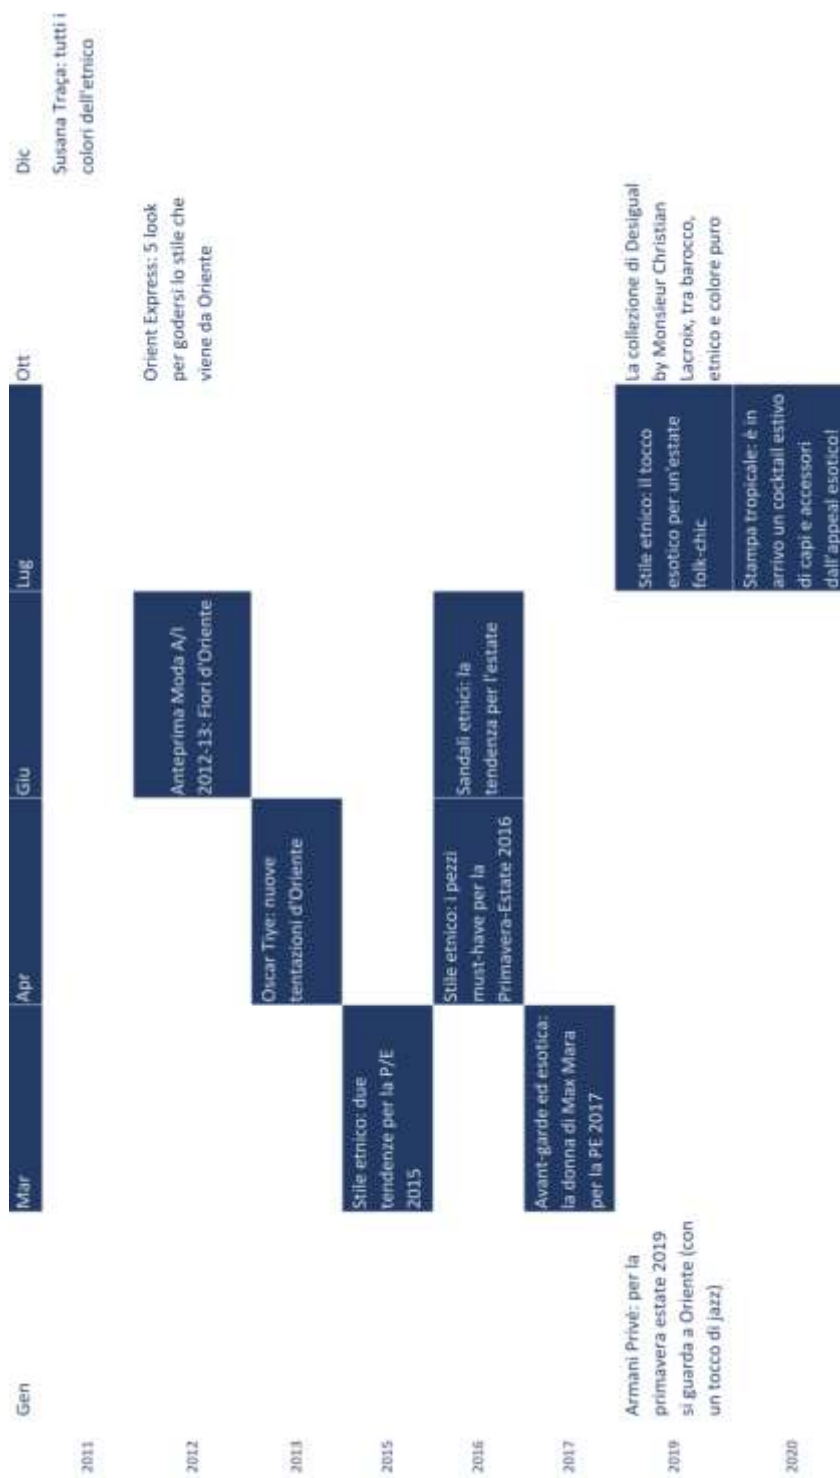 Gen
Mar
Apr
Giu
Lug
Ott
Dic
2011
Susana Traça: tutti i
colori dell'etnico
2012
Anteprima Moda A/I
2012-13: Fiori d'Oriente
Orient Express: 5 look
per godersi lo stile che
viene da Oriente
2013
Oscar Tiye: nuove
tentazioni d'Oriente
2015
Stile etnico: due
tendenze per la P/E
2015
2016
Stile etnico: i pezzi
must-have per la
Primavera-Estate 2016
Sandali etnici: la
tendenza per l'estate
2017
Avant-garde ed esotica:
la donna di Max Mara
per la PE 2017
2019
Armani Privè: per la
primavera estate 2019
si guarda a Oriente (con
un tocco di jazz)
Stile etnico: il tocco
esotico per un'estate
folk-chic
La collezione di Desigual
by Monsieur Christian
Lacroix, tra barocco,
etnico e colore puro
2020
Stampa tropicale: è in
arrivo un cocktail estivo
di capi e accessori
dall'appeal esotico!